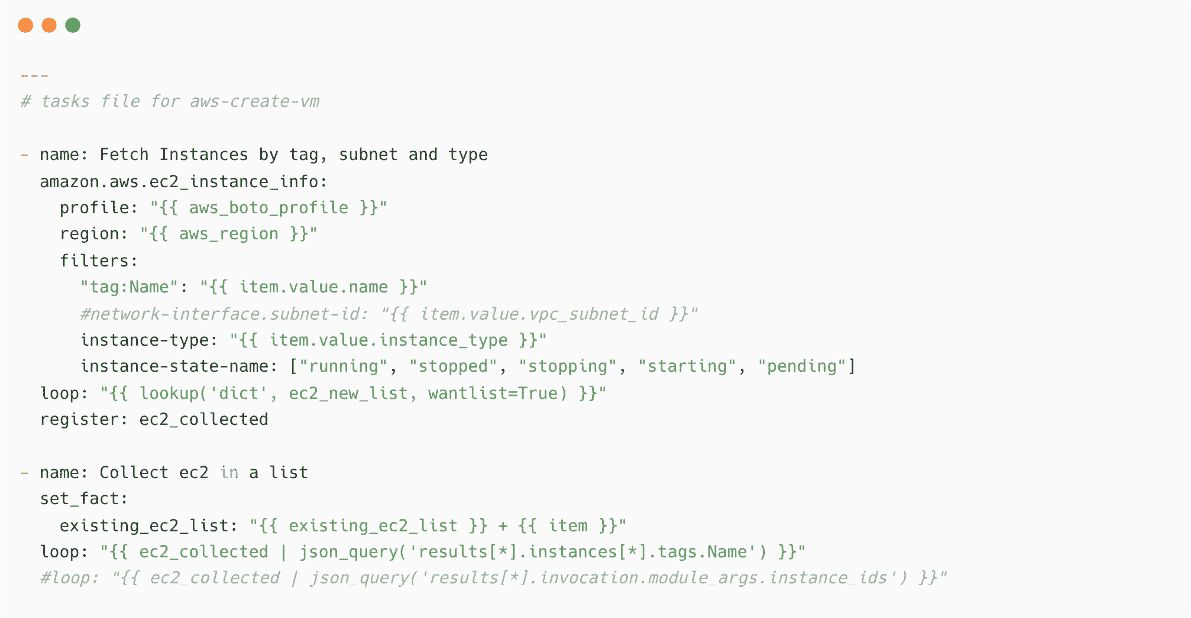 ---
# tasks file for aws-create-vm
- name: Fetch Instances by tag, subnet and type
  amazon.aws.ec2_instance_info:
    profile: "{{ aws_boto_profile }}"
    region: "{{ aws_region }}"
    filters:
      "tag:Name": "{{ item.value.name }}"
      #network-interface.subnet-id: "{{ item.value.vpc_subnet_id }}"
      instance-type: "{{ item.value.instance_type }}"
      instance-state-name: ["running", "stopped", "stopping", "starting", "pending"]
  loop: "{{ lookup('dict', ec2_new_list, wantlist=True) }}"
  register: ec2_collected
- name: Collect ec2 in a list
  set_fact:
    existing_ec2_list: "{{ existing_ec2_list }} + {{ item }}"
  loop: "{{ ec2_collected | json_query('results[*].instances[*].tags.Name') }}"
  #loop: "{{ ec2_collected | json_query('results[*].invocation.module_args.instance_ids') }}"